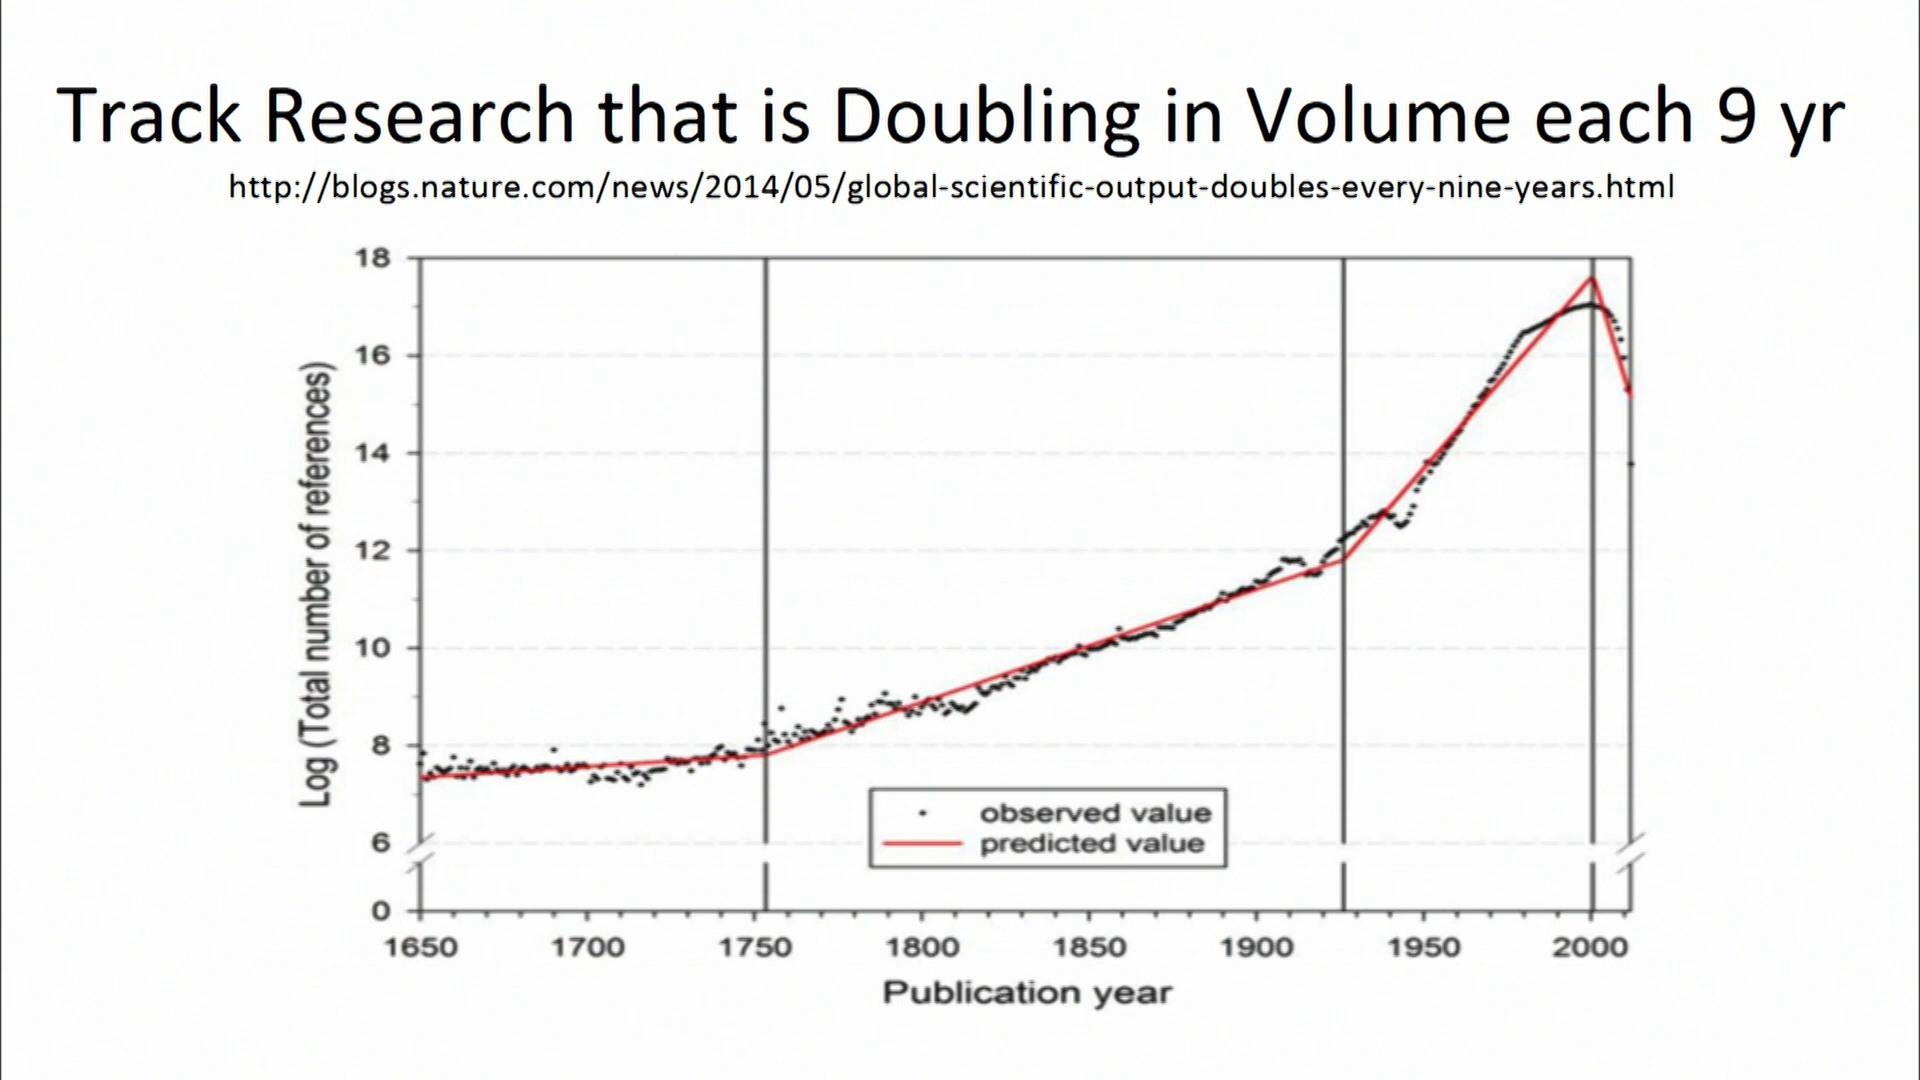 Track Research that is Doubling in Volume each 9 yr
http://blogs.nature.com/news/2014/05/global-scientific-output-doubles-every-nine-years.html
18
16
14
12
10
8
6
0
Log (Total number of references)
observed value
predicted value
1650 1700 1750 1800 1850 1900 1950 2000
Publication year